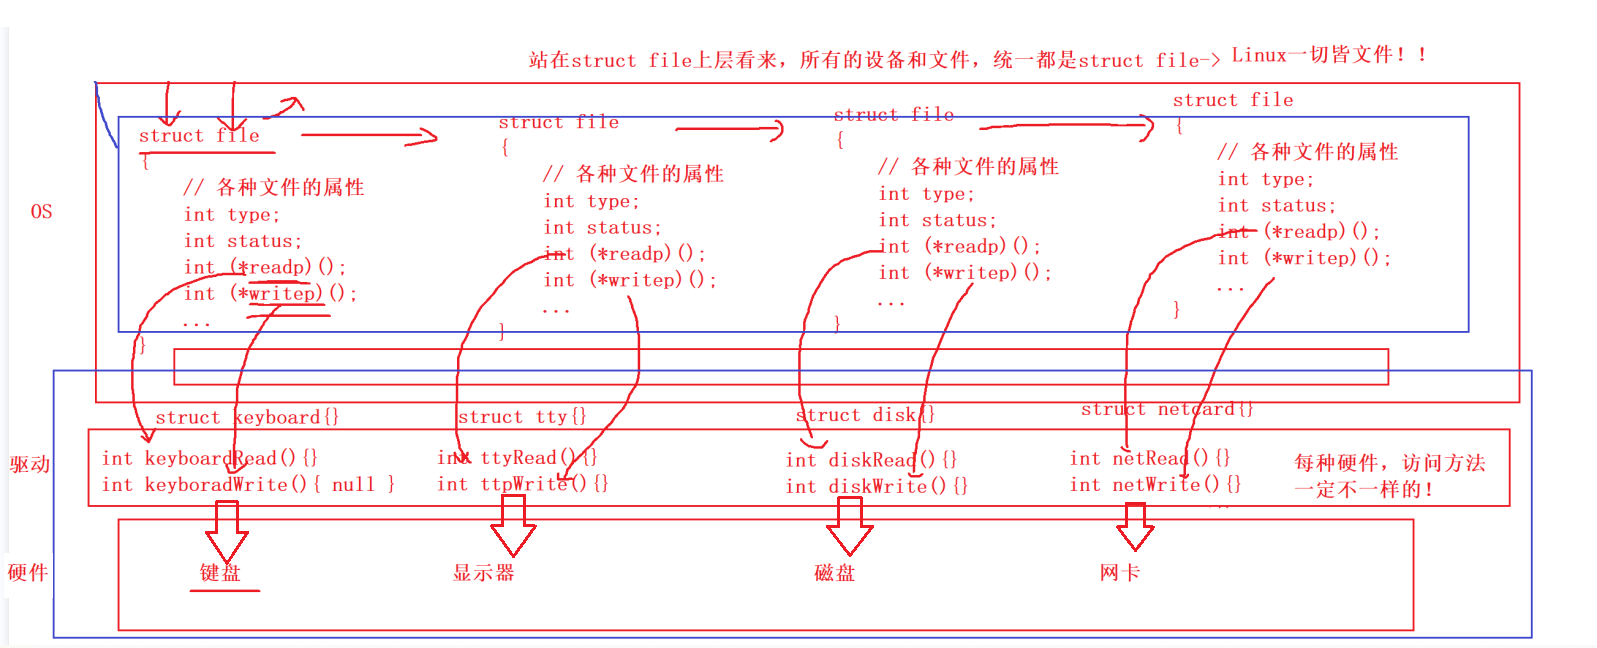 站在struct file上层看来，所有的设备和文件，统一都是struct file-> Linux一切皆文件！！
OS
struct file
{
// 各种文件的属性
int type;
int status;
int (*readp)();
int (*writep)();
...
}
struct file
{
// 各种文件的属性
int type;
int status;
int (*readp)();
int (*writep)();
...
}
struct file
{
// 各种文件的属性
int type;
int status;
int (*readp)();
int (*writep)();
...
}
struct file
{
// 各种文件的属性
int type;
int status;
int (*readp)();
int (*writep)();
...
}
struct keyboard{}
struct tty{}
struct disk{}
struct netcard{}
驱动
int keyboardRead(){}
int keyboradWrite(){ null }
int ttyRead(){}
int ttpWrite(){}
int diskRead(){}
int diskWrite(){}
int netRead(){}
int netWrite(){}
...
每种硬件，访问方法
一定不一样的！
硬件
键盘
显示器
磁盘
网卡